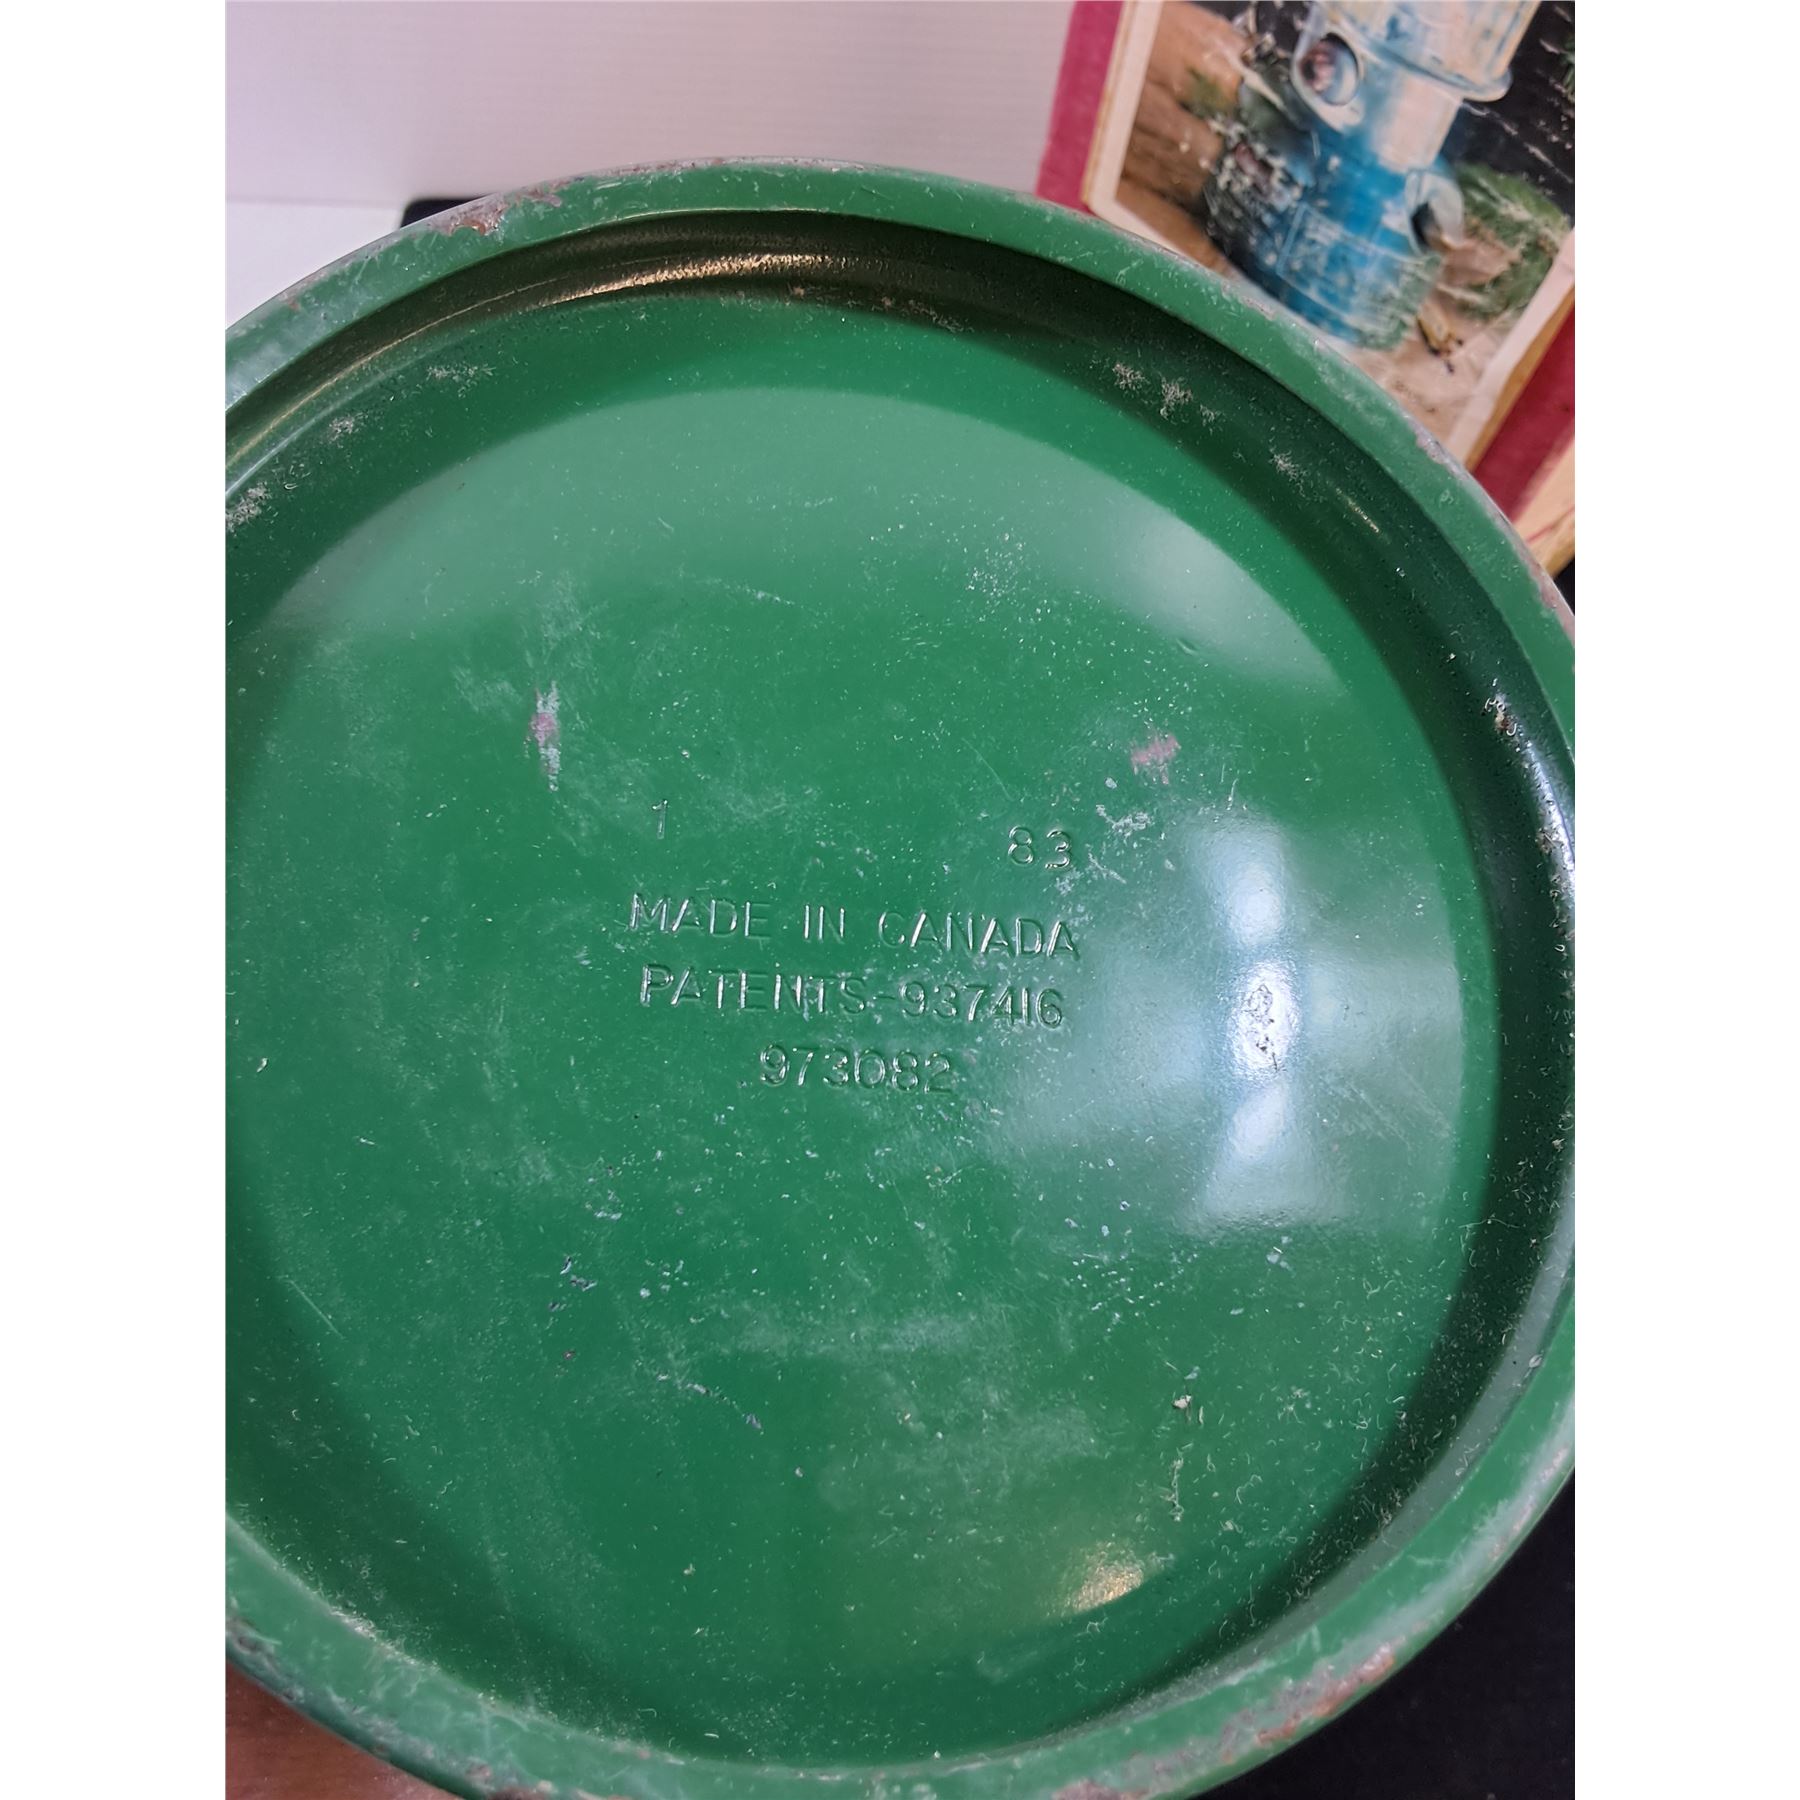 1 83
MADE IN CANADA
PATENTS-937416
973082